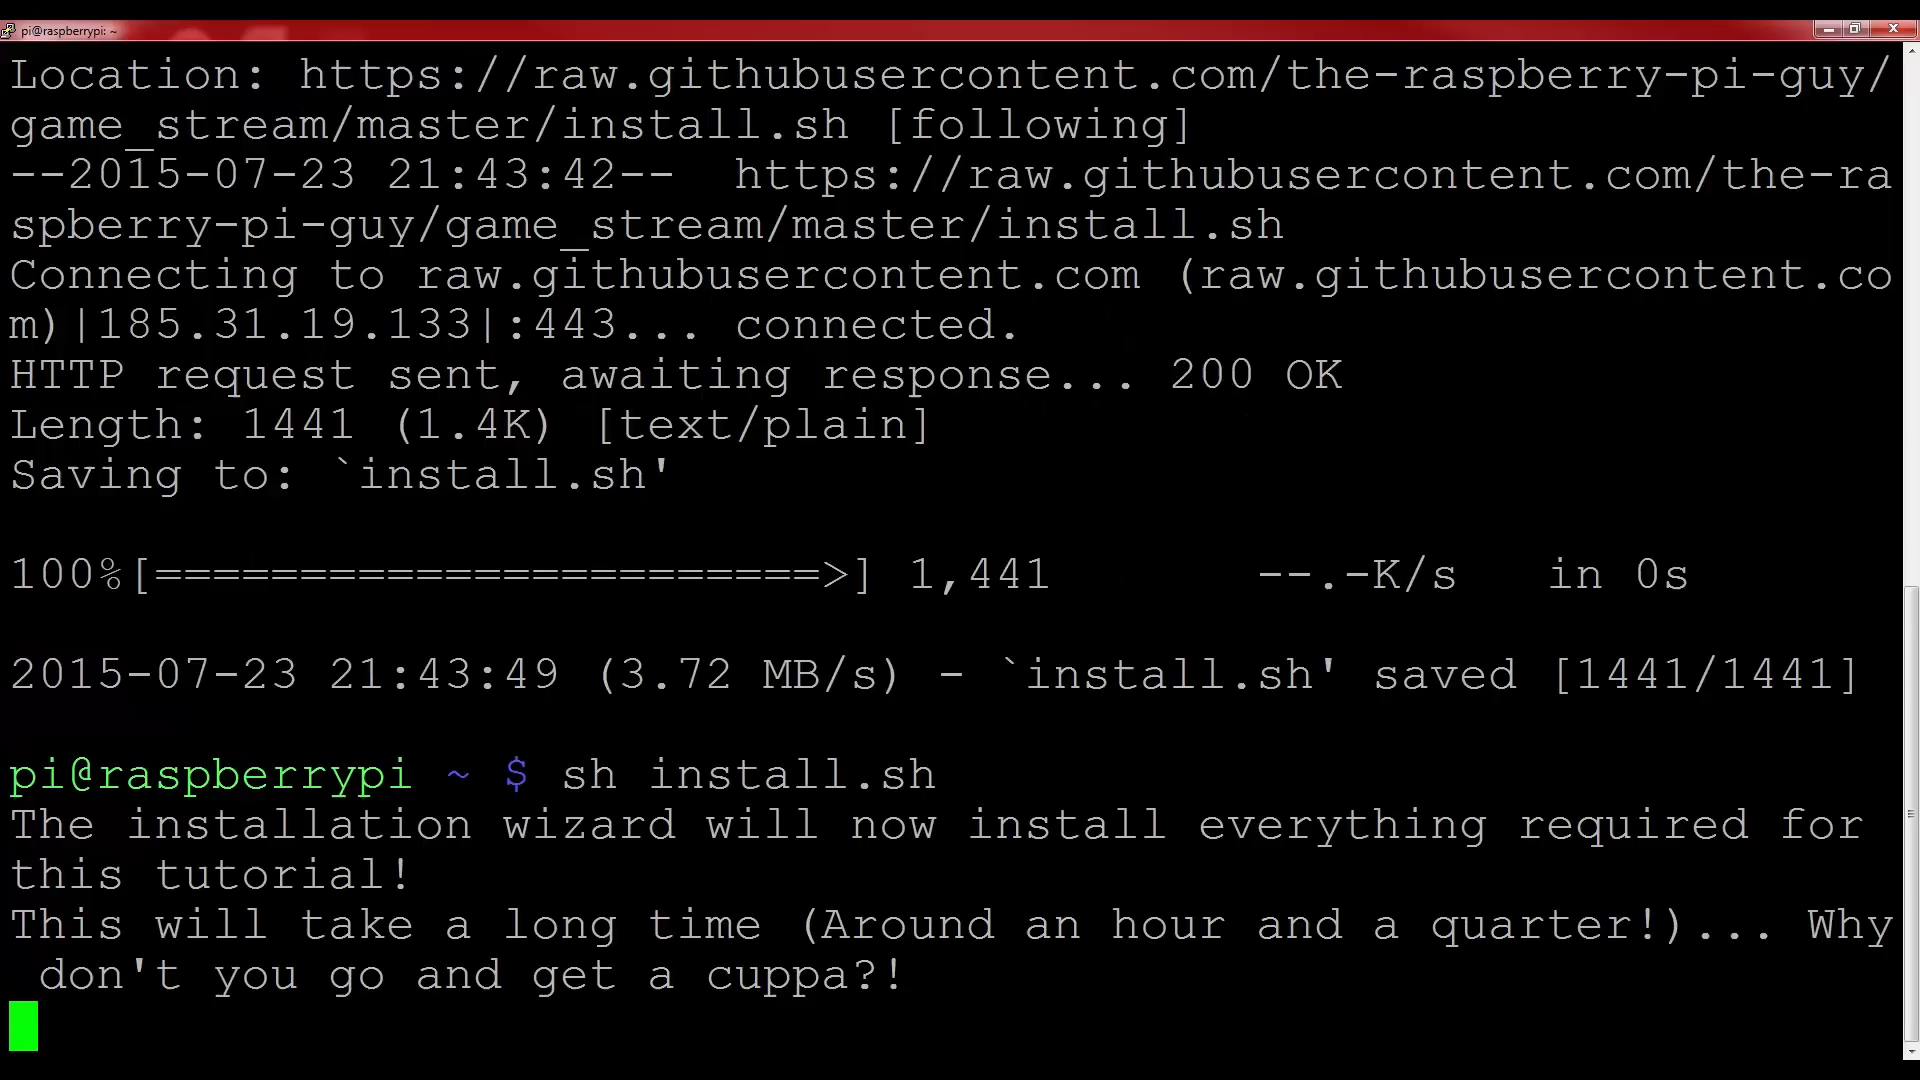 pi@raspberrypi: ~
Location: https://raw.githubusercontent.com/the-raspberry-pi-guy/
game_stream/master/install.sh [following]
--2015-07-23 21:43:42--  https://raw.githubusercontent.com/the-ra
spberry-pi-guy/game_stream/master/install.sh
Connecting to raw.githubusercontent.com (raw.githubusercontent.co
m)|185.31.19.133|:443... connected.
HTTP request sent, awaiting response... 200 OK
Length: 1441 (1.4K) [text/plain]
Saving to: `install.sh'
100%[=======================>] 1,441       --.-K/s   in 0s
2015-07-23 21:43:49 (3.72 MB/s) - `install.sh' saved [1441/1441]
pi@raspberrypi ~ $ sh install.sh
The installation wizard will now install everything required for
this tutorial!
This will take a long time (Around an hour and a quarter!)... Why
 don't you go and get a cuppa?!